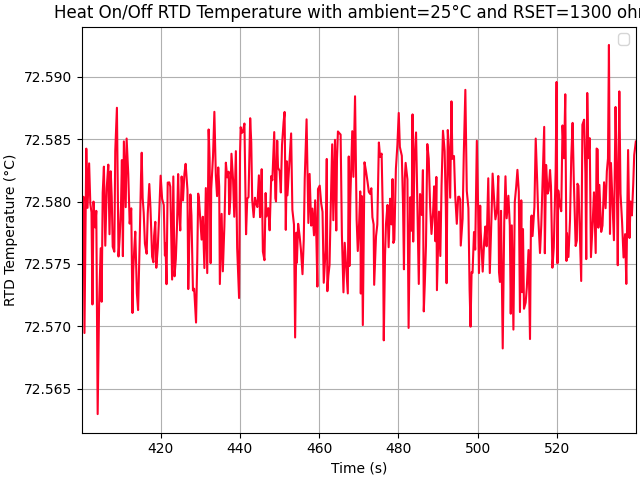 Heat On/Off RTD Temperature with ambient=25°C and RSET=1300 ohm
RTD Temperature (°C)
72.590
72.585
72.580
72.575
72.570
72.565
420 440 460 480 500 520
Time (s)